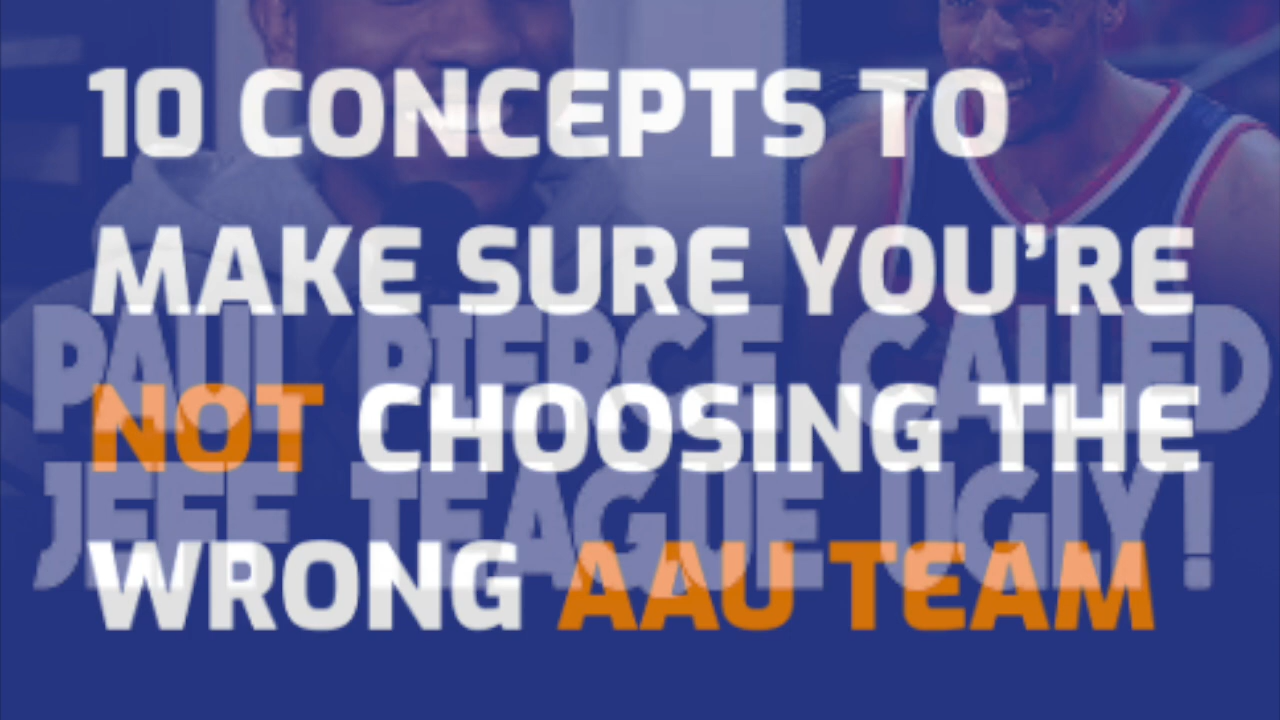 10 CONCEPTS TO
MAKE SURE YOU'RE
PAUL PIERCE CALLED
NOT CHOOSING THE
JEFF TEAGUE UGLY!
WRONG AAU TEAM